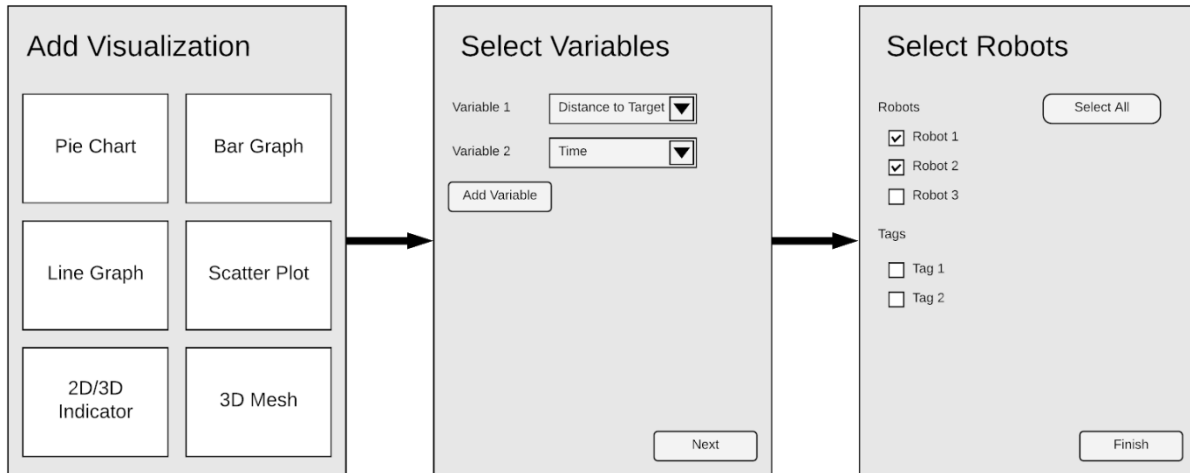 Add Visualization
Pie Chart
Bar Graph
Line Graph
Scatter Plot
2D/3D
Indicator
3D Mesh
Select Variables
Variable 1
Distance to Target
Variable 2
Time
Add Variable
Next
Select Robots
Robots
Select All
Robot 1
Robot 2
Robot 3
Tags
Tag 1
Tag 2
Finish